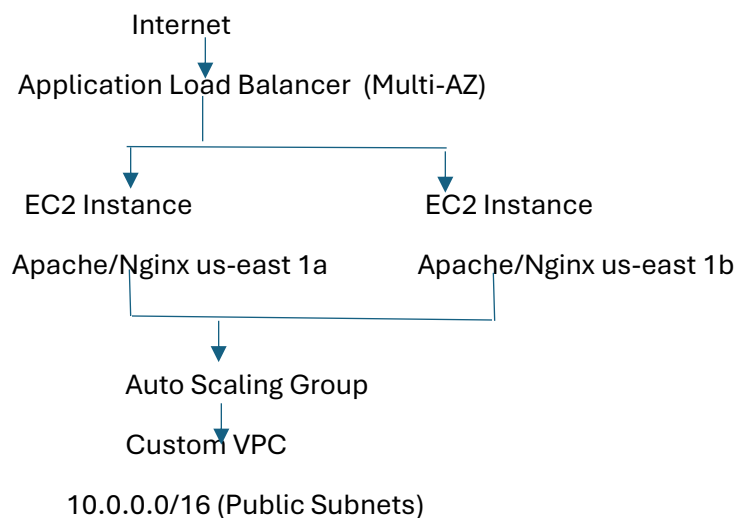 Internet
Application Load Balancer (Multi-AZ)
EC2 Instance EC2 Instance
Apache/Nginx us-east 1a Apache/Nginx us-east 1b
Auto Scaling Group
Custom VPC
10.0.0.0/16 (Public Subnets)